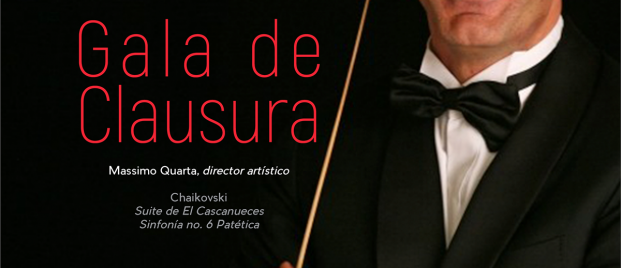 Gala de
Clausura
Massimo Quarta, director artístico
Chaikovski
Suite de El Cascanueces
Sinfonía no. 6 Patética